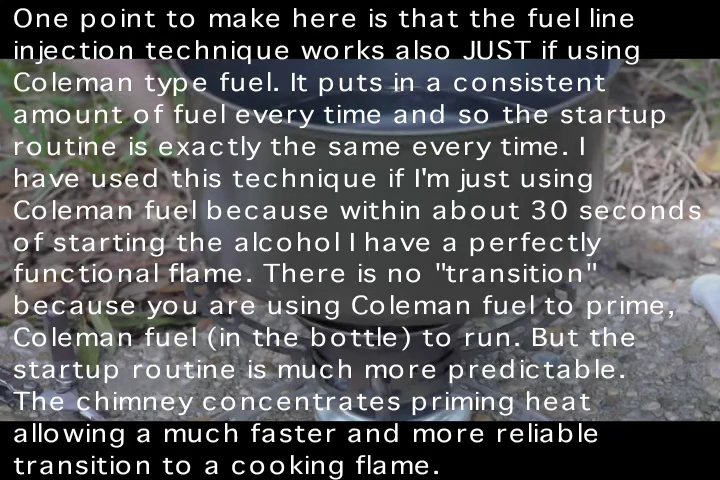 One point to make here is that the fuel line
injection technique works also JUST if using
Coleman type fuel. It puts in a consistent
amount of fuel every time and so the startup
routine is exactly the same every time. I
have used this technique if I'm just using
Coleman fuel because within about 30 seconds
of starting the alcohol I have a perfectly
functional flame. There is no "transition"
because you are using Coleman fuel to prime,
Coleman fuel (in the bottle) to run. But the
startup routine is much more predictable.
The chimney concentrates priming heat
allowing a much faster and more reliable
transition to a cooking flame.